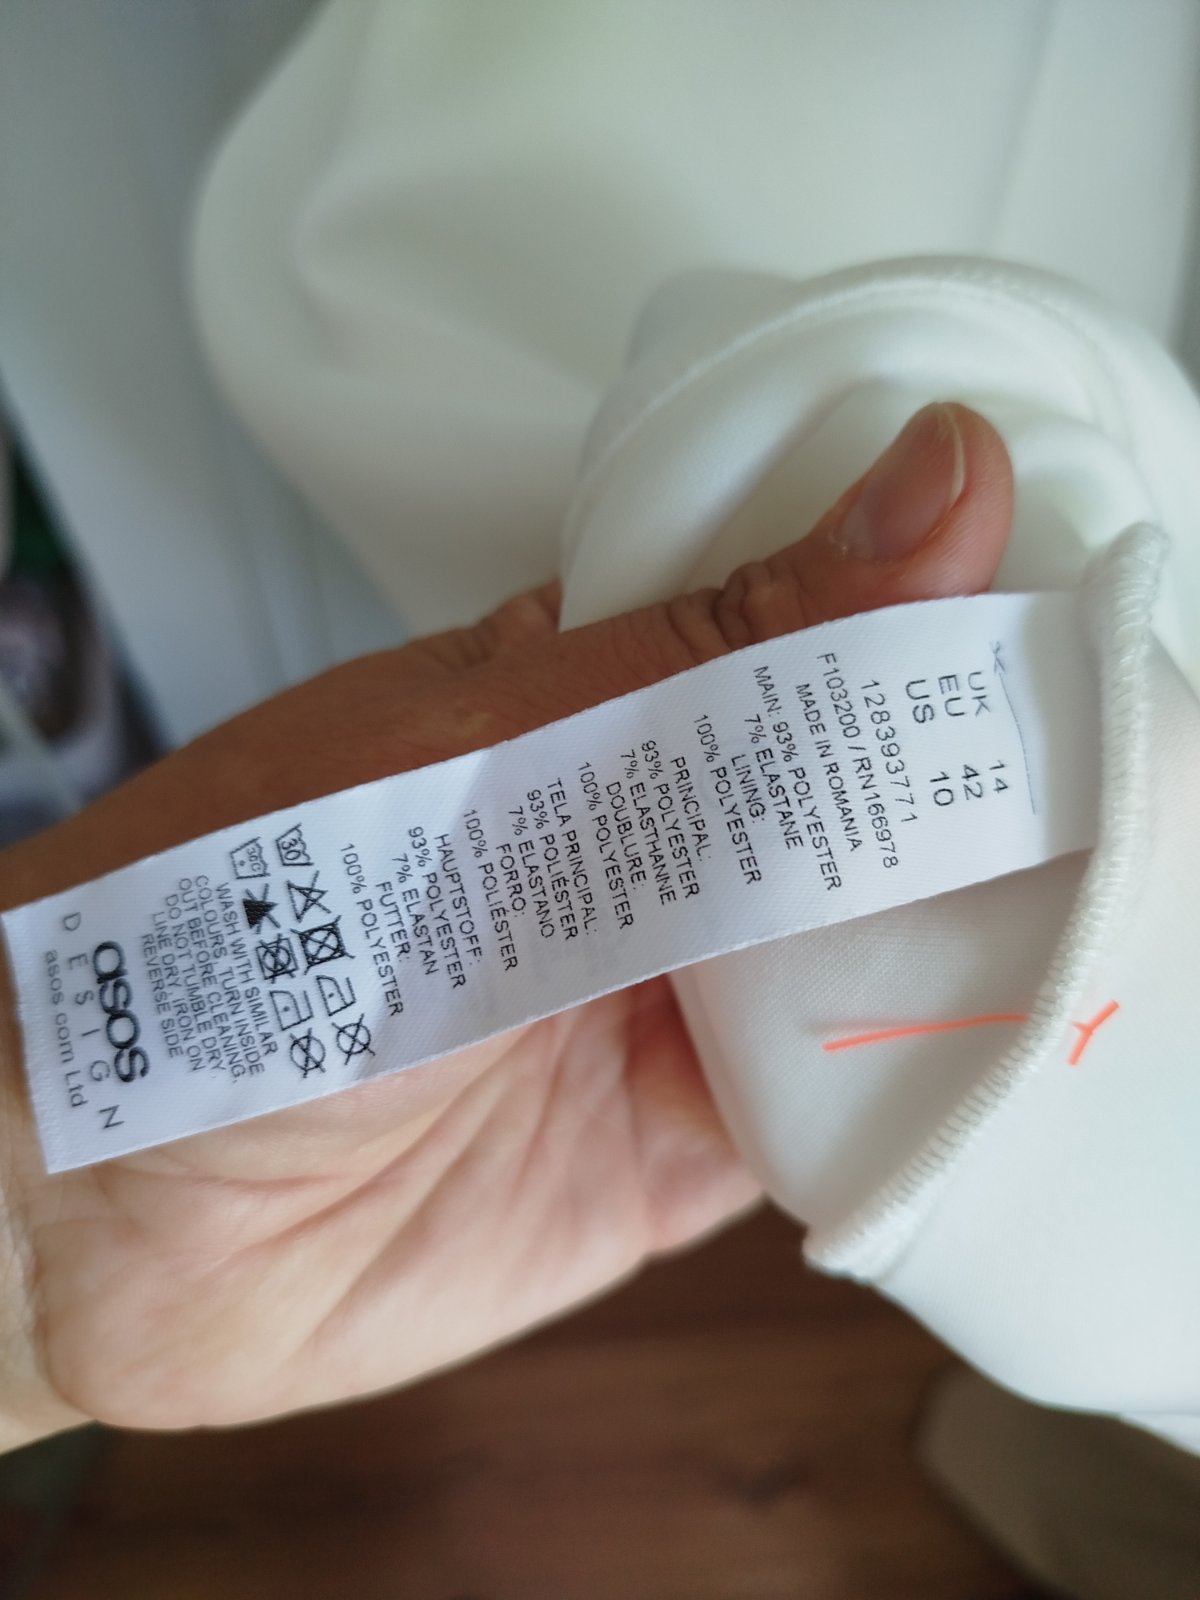 UK 14
EU 42
US 10
128393771
F103200 / RN166978
MADE IN ROMANIA
MAIN: 93% POLYESTER
7% ELASTANE
LINING:
100% POLYESTER
PRINCIPAL:
93% POLYESTER
7% ELASTHANNE
DOUBLURE:
100% POLYESTER
TELA PRINCIPAL:
93% POLIÉSTER
7% ELASTANO
FORRO:
100% POLIÉSTER
HAUPTSTOFF:
93% POLYESTER
7% ELASTAN
FUTTER:
100% POLYESTER
30
30C
WASH WITH SIMILAR
COLOURS, TURN INSIDE
OUT BEFORE CLEANING,
DO NOT TUMBLE DRY,
LINE DRY, IRON ON
REVERSE SIDE
asos
DESIGN
asos.com Ltd